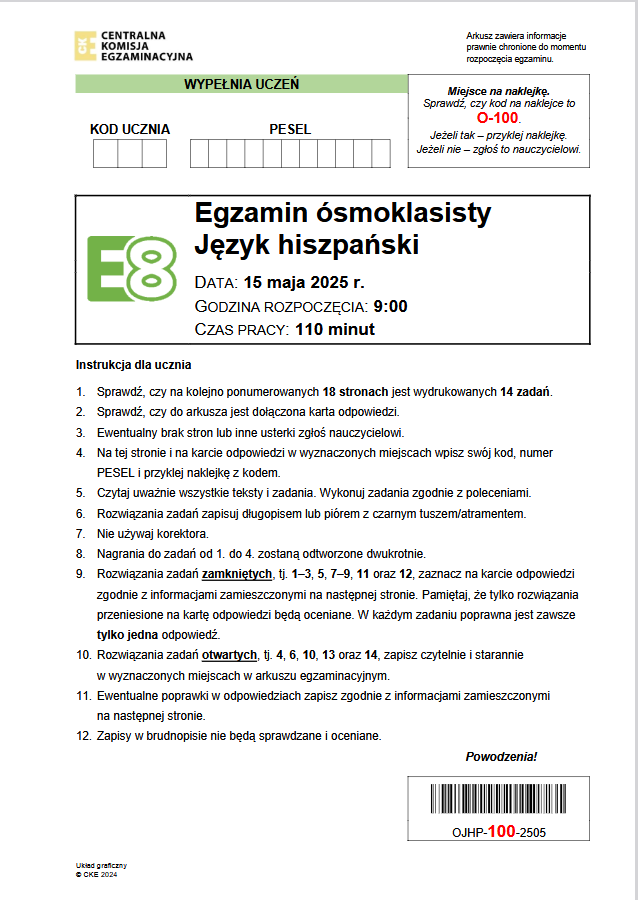 CKE
CENTRALNA
KOMISJA
EGZAMINACYJNA
Arkusz zawiera informacje
prawnie chronione do momentu
rozpoczęcia egzaminu.
WYPEŁNIA UCZEŃ
KOD UCZNIA
PESEL
Miejsce na naklejkę.
Sprawdź, czy kod na naklejce to
O-100.
Jeżeli tak – przyklej naklejkę.
Jeżeli nie – zgłoś to nauczycielowi.
E8
Egzamin ósmoklasisty
Język hiszpański
DATA: 15 maja 2025 r.
GODZINA ROZPOCZĘCIA: 9:00
CZAS PRACY: 110 minut
Instrukcja dla ucznia
1. Sprawdź, czy na kolejno ponumerowanych 18 stronach jest wydrukowanych 14 zadań.
2. Sprawdź, czy do arkusza jest dołączona karta odpowiedzi.
3. Ewentualny brak stron lub inne usterki zgłoś nauczycielowi.
4. Na tej stronie i na karcie odpowiedzi w wyznaczonych miejscach wpisz swój kod, numer
PESEL i przyklej naklejkę z kodem.
5. Czytaj uważnie wszystkie teksty i zadania. Wykonuj zadania zgodnie z poleceniami.
6. Rozwiązania zadań zapisuj długopisem lub piórem z czarnym tuszem/atramentem.
7. Nie używaj korektora.
8. Nagrania do zadań od 1. do 4. zostaną odtworzone dwukrotnie.
9. Rozwiązania zadań zamkniętych, tj. 1–3, 5, 7–9, 11 oraz 12, zaznacz na karcie odpowiedzi
zgodnie z informacjami zamieszczonymi na następnej stronie. Pamiętaj, że tylko rozwiązania
przeniesione na kartę odpowiedzi będą oceniane. W każdym zadaniu poprawna jest zawsze
tylko jedna odpowiedź.
10. Rozwiązania zadań otwartych, tj. 4, 6, 10, 13 oraz 14, zapisz czytelnie i starannie
w wyznaczonych miejscach w arkuszu egzaminacyjnym.
11. Ewentualne poprawki w odpowiedziach zapisz zgodnie z informacjami zamieszczonymi
na następnej stronie.
12. Zapisy w brudnopisie nie będą sprawdzane i oceniane.
Powodzenia!
OJHP-100-2505
Układ graficzny
© CKE 2024